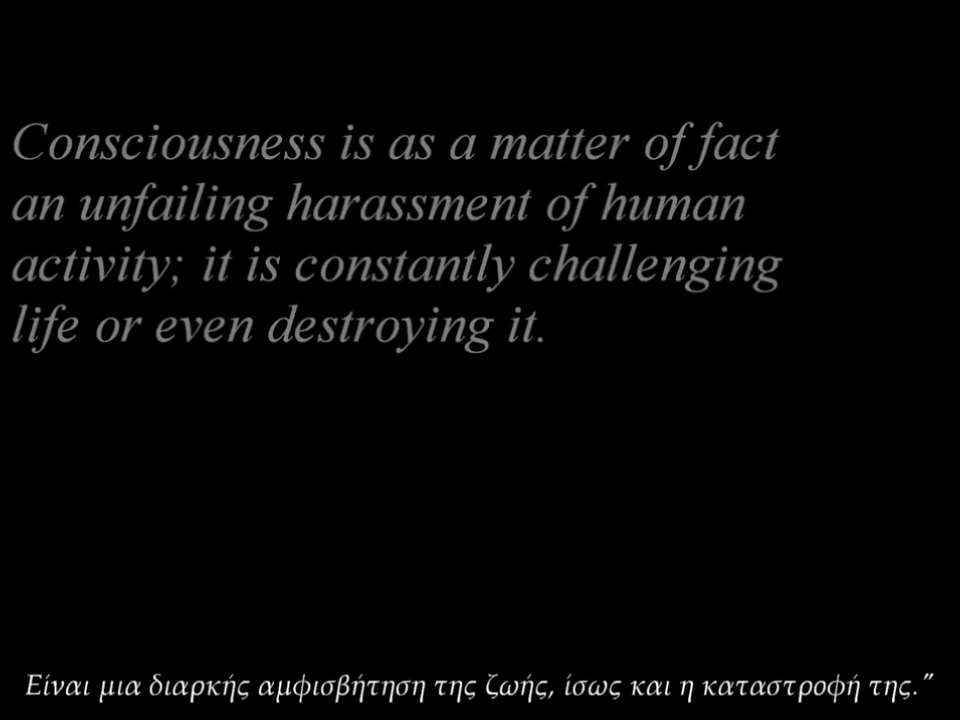 Consciousness is as a matter of fact
an unfailing harassment of human
activity; it is constantly challenging
life or even destroying it.
Είναι μια διαρκής αμφισβήτηση της ζωής, ίσως και η καταστροφή της."